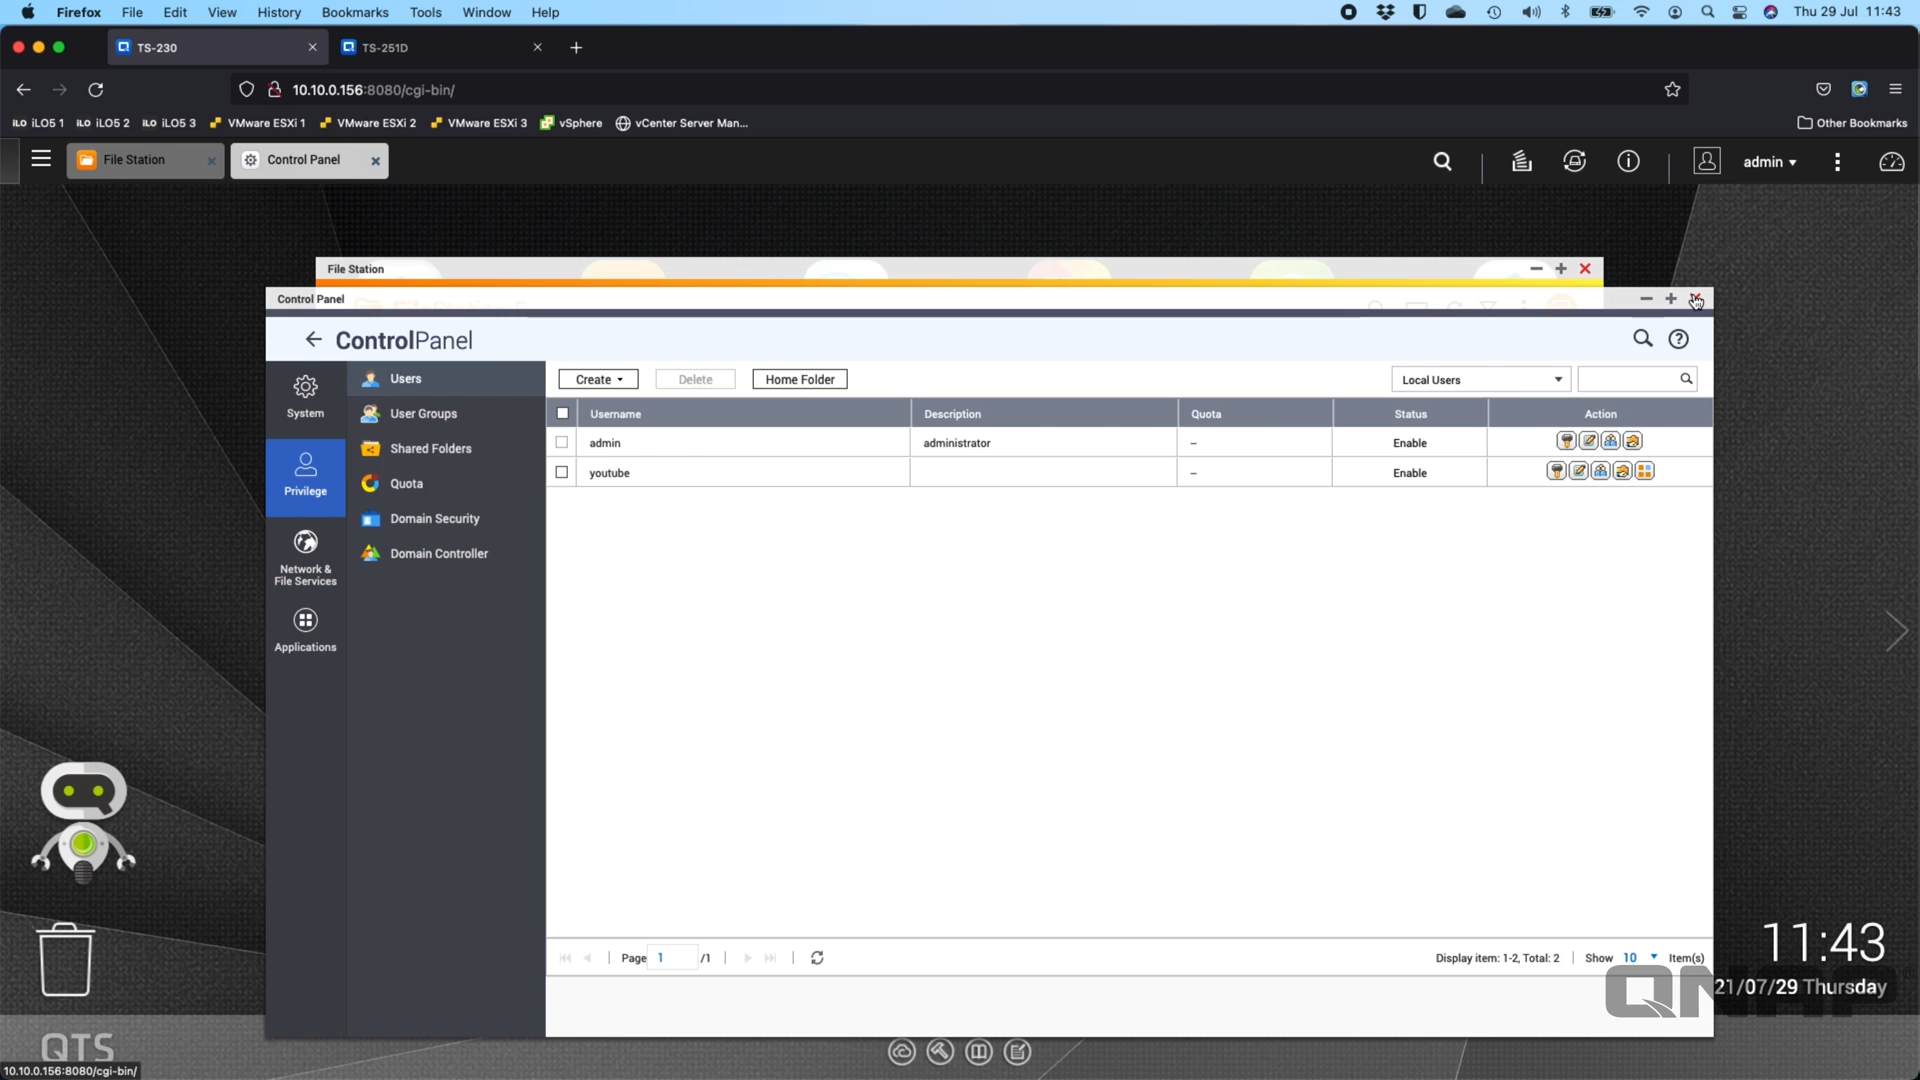 Firefox File Edit View History Bookmarks Tools Window Help Thu 29 Jul 11:43
TS-230 TS-251D
10.10.0.156:8080/cgi-bin/
iLO iLO5 1 iLO iLO5 2 iLO iLO5 3 VMware ESXi 1 VMware ESXi 2 VMware ESXi 3 vSphere vCenter Server Man... Other Bookmarks
File Station Control Panel admin
File Station
Control Panel
ControlPanel
System
Privilege
Network &
File Services
Applications
Users
User Groups
Shared Folders
Quota
Domain Security
Domain Controller
Create Delete Home Folder Local Users
Username Description Quota Status Action
admin administrator -- Enable
youtube -- Enable
Page 1 /1 Display item: 1-2, Total: 2 Show 10 Item(s)
11:43
21/07/29 Thursday
QTS
10.10.0.156:8080/cgi-bin/